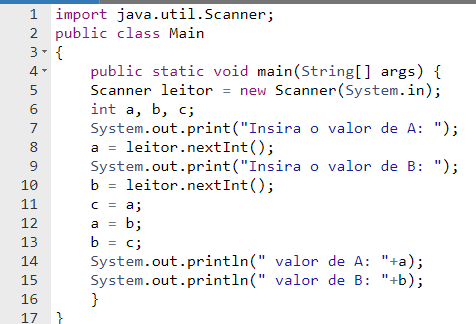 1 import java.util.Scanner;
2 public class Main
3 {
4 public static void main(String[] args) {
5 Scanner leitor = new Scanner(System.in);
6 int a, b, c;
7 System.out.print("Insira o valor de A: ");
8 a = leitor.nextInt();
9 System.out.print("Insira o valor de B: ");
10 b = leitor.nextInt();
11 c = a;
12 a = b;
13 b = c;
14 System.out.println(" valor de A: "+a);
15 System.out.println(" valor de B: "+b);
16 }
17 }